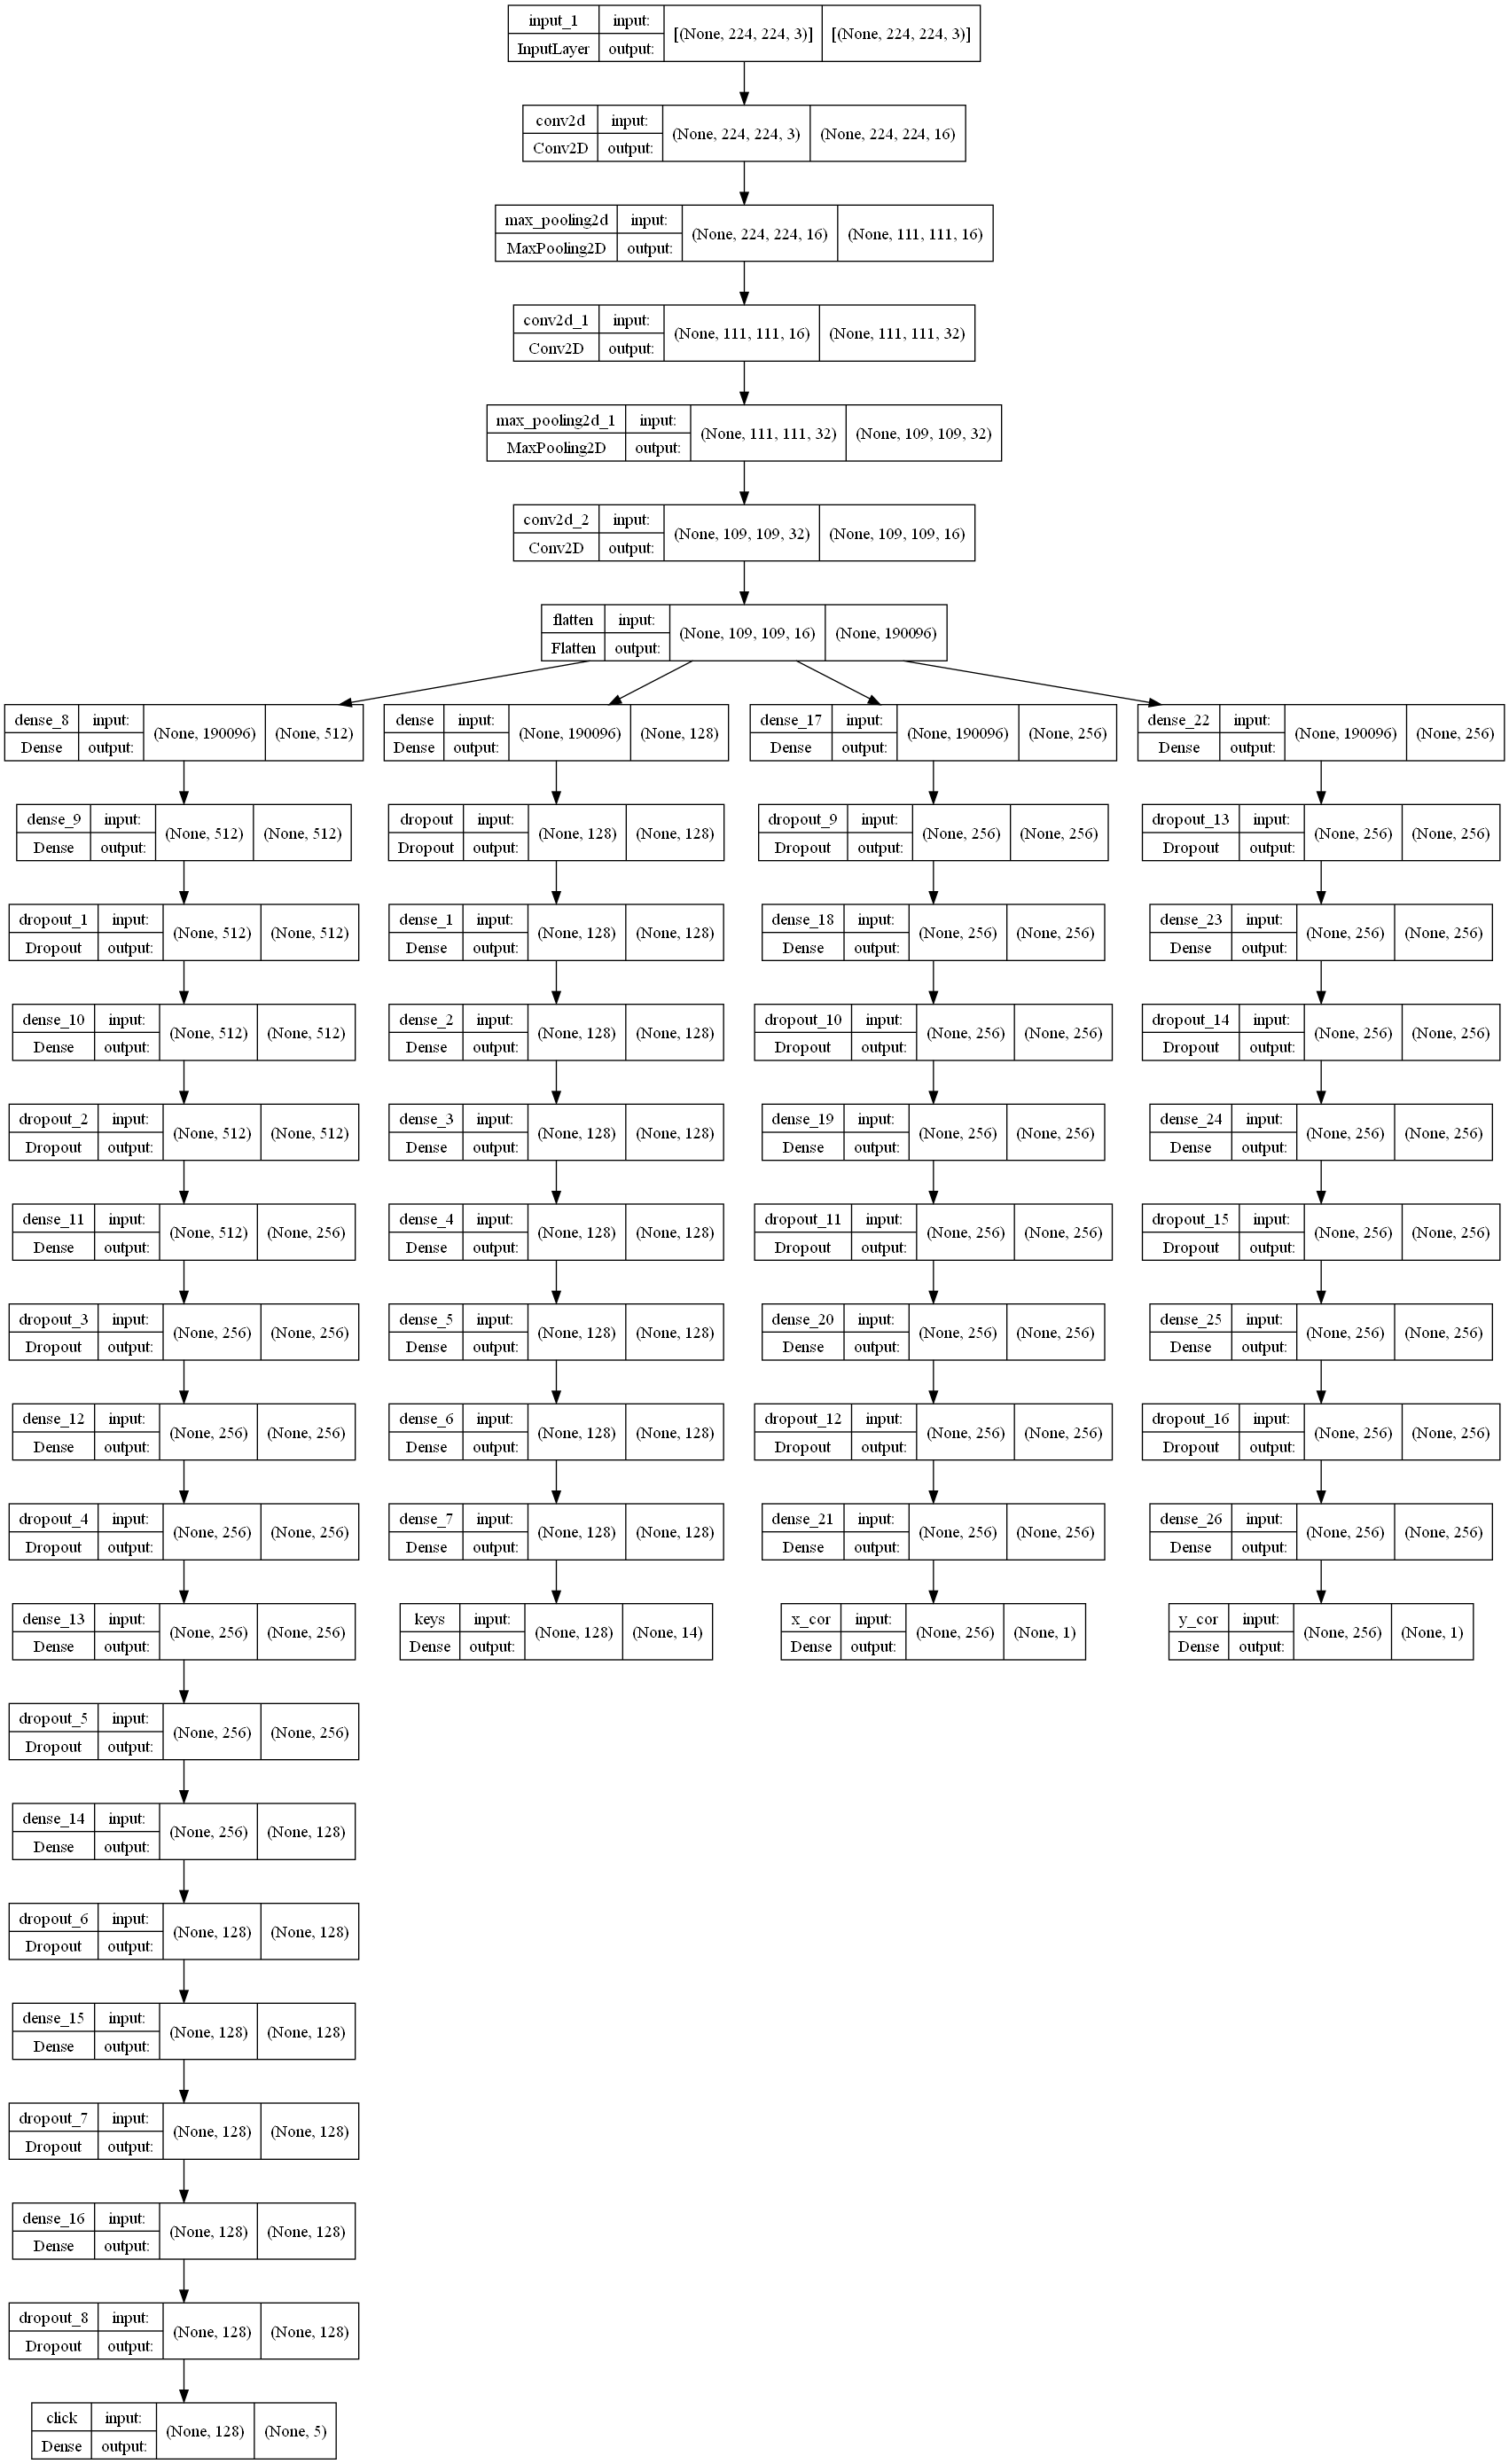 input_1 input: [(None, 224, 224, 3)] [(None, 224, 224, 3)]
InputLayer output:
conv2d input: (None, 224, 224, 3) (None, 224, 224, 16)
Conv2D output:
max_pooling2d input: (None, 224, 224, 16) (None, 111, 111, 16)
MaxPooling2D output:
conv2d_1 input: (None, 111, 111, 16) (None, 111, 111, 32)
Conv2D output:
max_pooling2d_1 input: (None, 111, 111, 32) (None, 109, 109, 32)
MaxPooling2D output:
conv2d_2 input: (None, 109, 109, 32) (None, 109, 109, 16)
Conv2D output:
flatten input: (None, 109, 109, 16) (None, 190096)
Flatten output:
dense_8 input: (None, 190096) (None, 512)
Dense output:
dense_9 input: (None, 512) (None, 512)
Dense output:
dropout_1 input: (None, 512) (None, 512)
Dropout output:
dense_10 input: (None, 512) (None, 512)
Dense output:
dropout_2 input: (None, 512) (None, 512)
Dropout output:
dense_11 input: (None, 512) (None, 256)
Dense output:
dropout_3 input: (None, 256) (None, 256)
Dropout output:
dense_12 input: (None, 256) (None, 256)
Dense output:
dropout_4 input: (None, 256) (None, 256)
Dropout output:
dense_13 input: (None, 256) (None, 256)
Dense output:
dropout_5 input: (None, 256) (None, 256)
Dropout output:
dense_14 input: (None, 256) (None, 128)
Dense output:
dropout_6 input: (None, 128) (None, 128)
Dropout output:
dense_15 input: (None, 128) (None, 128)
Dense output:
dropout_7 input: (None, 128) (None, 128)
Dropout output:
dense_16 input: (None, 128) (None, 128)
Dense output:
dropout_8 input: (None, 128) (None, 128)
Dropout output:
click input: (None, 128) (None, 5)
Dense output:
dense input: (None, 190096) (None, 128)
Dense output:
dropout input: (None, 128) (None, 128)
Dropout output:
dense_1 input: (None, 128) (None, 128)
Dense output:
dense_2 input: (None, 128) (None, 128)
Dense output:
dense_3 input: (None, 128) (None, 128)
Dense output:
dense_4 input: (None, 128) (None, 128)
Dense output:
dense_5 input: (None, 128) (None, 128)
Dense output:
dense_6 input: (None, 128) (None, 128)
Dense output:
dense_7 input: (None, 128) (None, 128)
Dense output:
keys input: (None, 128) (None, 14)
Dense output:
dense_17 input: (None, 190096) (None, 256)
Dense output:
dropout_9 input: (None, 256) (None, 256)
Dropout output:
dense_18 input: (None, 256) (None, 256)
Dense output:
dropout_10 input: (None, 256) (None, 256)
Dropout output:
dense_19 input: (None, 256) (None, 256)
Dense output:
dropout_11 input: (None, 256) (None, 256)
Dropout output:
dense_20 input: (None, 256) (None, 256)
Dense output:
dropout_12 input: (None, 256) (None, 256)
Dropout output:
dense_21 input: (None, 256) (None, 256)
Dense output:
x_cor input: (None, 256) (None, 1)
Dense output:
dense_22 input: (None, 190096) (None, 256)
Dense output:
dropout_13 input: (None, 256) (None, 256)
Dropout output:
dense_23 input: (None, 256) (None, 256)
Dense output:
dropout_14 input: (None, 256) (None, 256)
Dropout output:
dense_24 input: (None, 256) (None, 256)
Dense output:
dropout_15 input: (None, 256) (None, 256)
Dropout output:
dense_25 input: (None, 256) (None, 256)
Dense output:
dropout_16 input: (None, 256) (None, 256)
Dropout output:
dense_26 input: (None, 256) (None, 256)
Dense output:
y_cor input: (None, 256) (None, 1)
Dense output: